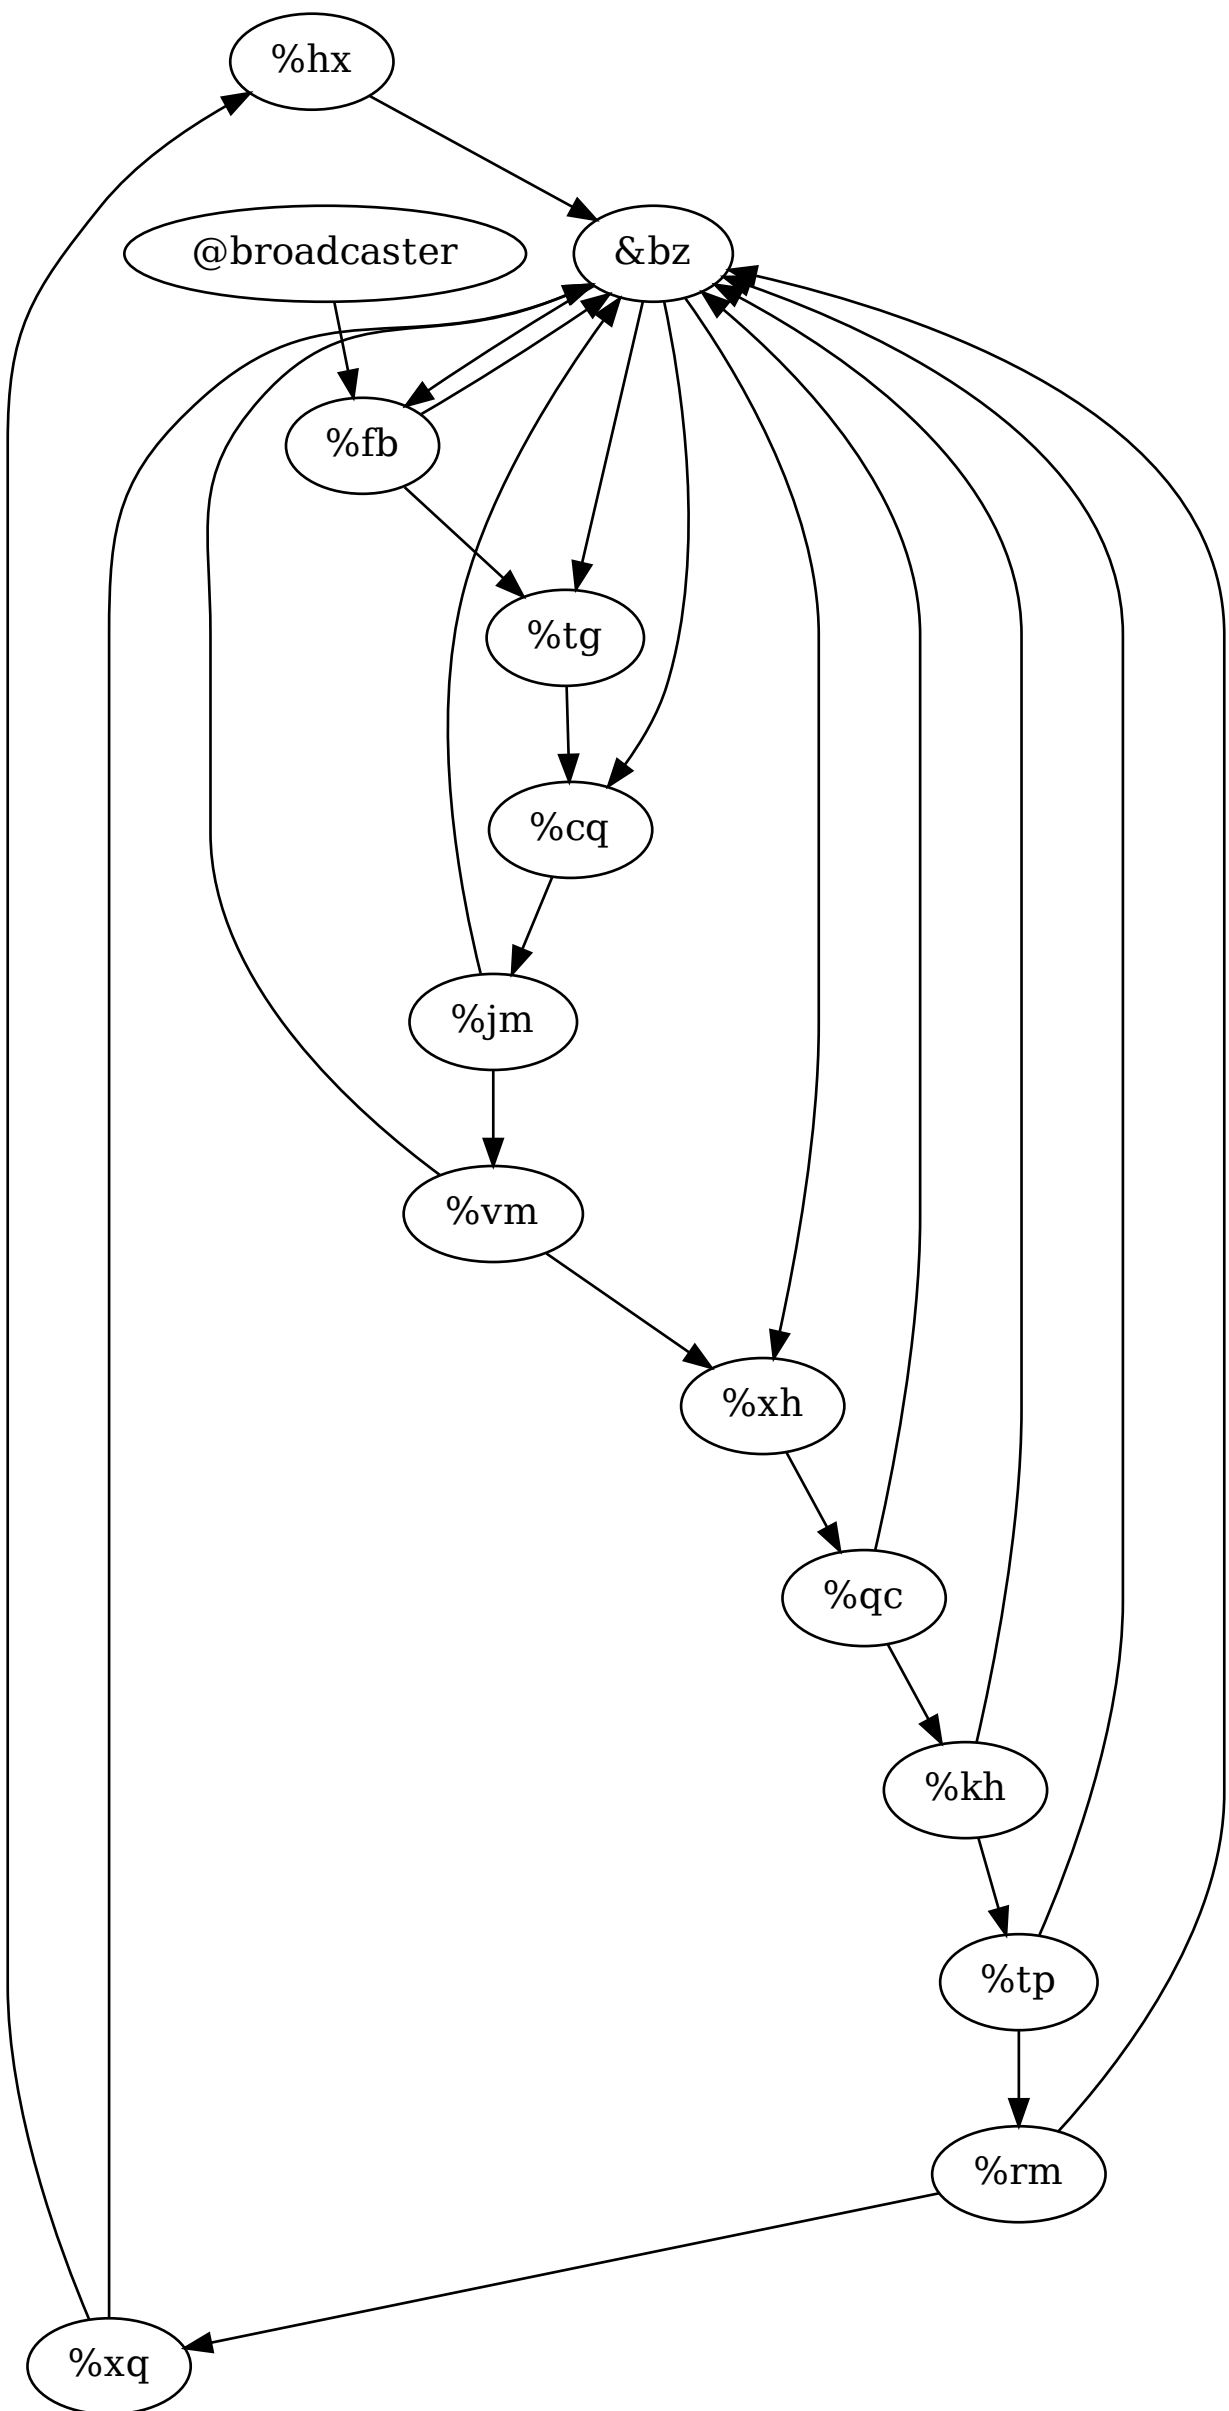 %hx
@broadcaster
&bz
%fb
%tg
%cq
%jm
%vm
%xh
%qc
%kh
%tp
%rm
%xq